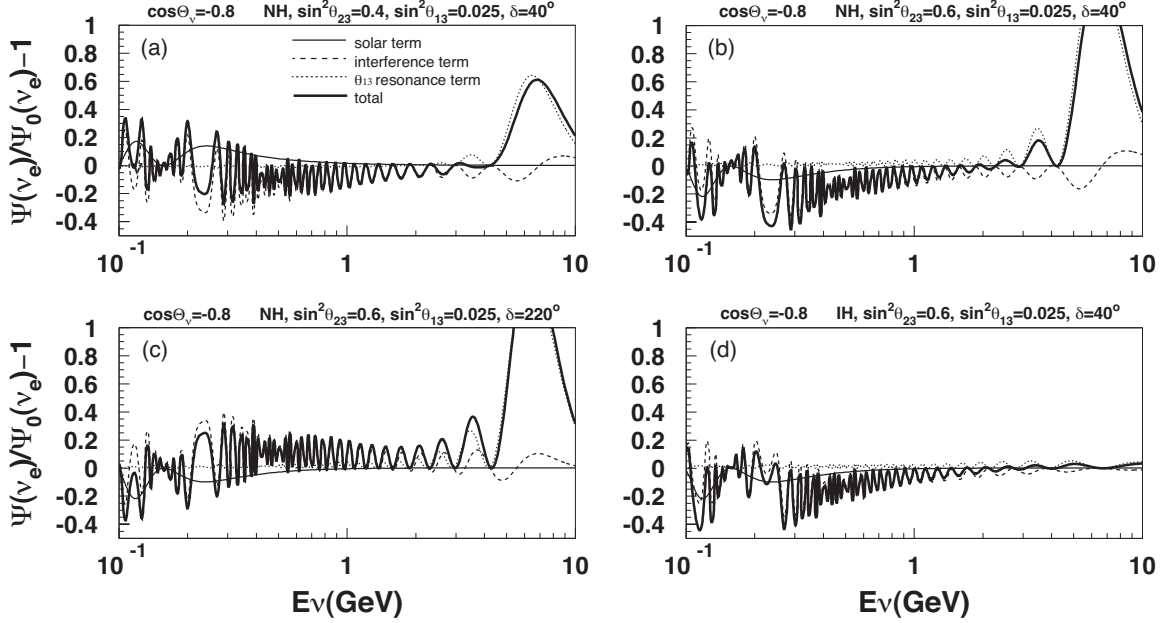 cosΘν=-0.8 NH, sin²θ23=0.4, sin²θ13=0.025, δ=40°
(a)
solar term
interference term
θ13 resonance term
total
Ψ(νe)/Ψ0(νe)−1
1
0.8
0.6
0.4
0.2
0
-0.2
-0.4
10⁻¹ 1 10
cosΘν=-0.8 NH, sin²θ23=0.6, sin²θ13=0.025, δ=40°
(b)
1
0.8
0.6
0.4
0.2
0
-0.2
-0.4
10⁻¹ 1 10
cosΘν=-0.8 NH, sin²θ23=0.6, sin²θ13=0.025, δ=220°
(c)
Ψ(νe)/Ψ0(νe)−1
1
0.8
0.6
0.4
0.2
0
-0.2
-0.4
10⁻¹ 1 10
Eν(GeV)
cosΘν=-0.8 IH, sin²θ23=0.6, sin²θ13=0.025, δ=40°
(d)
1
0.8
0.6
0.4
0.2
0
-0.2
-0.4
10⁻¹ 1 10
Eν(GeV)